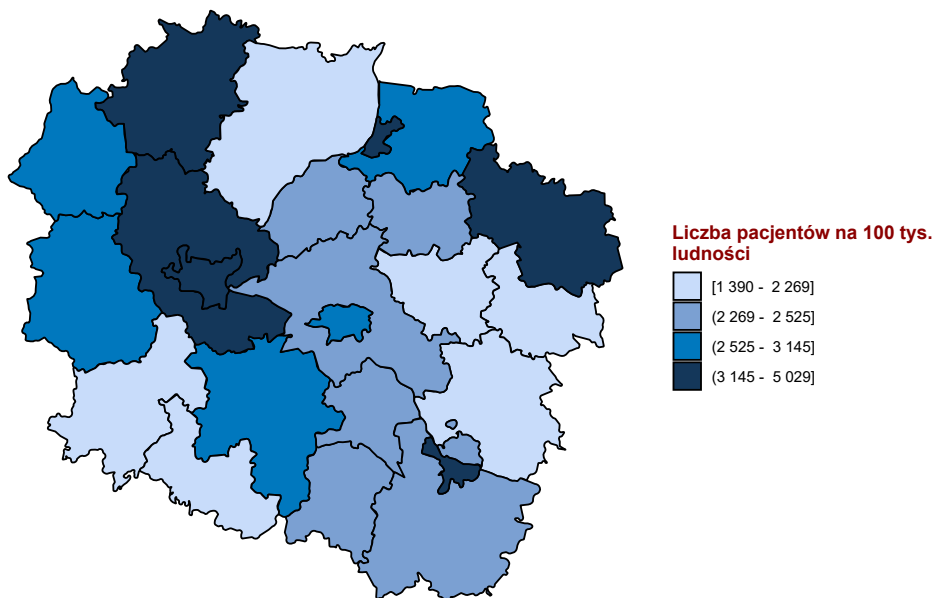 Liczba pacjentów na 100 tys.
ludności
[1 390 - 2 269]
(2 269 - 2 525]
(2 525 - 3 145]
(3 145 - 5 029]